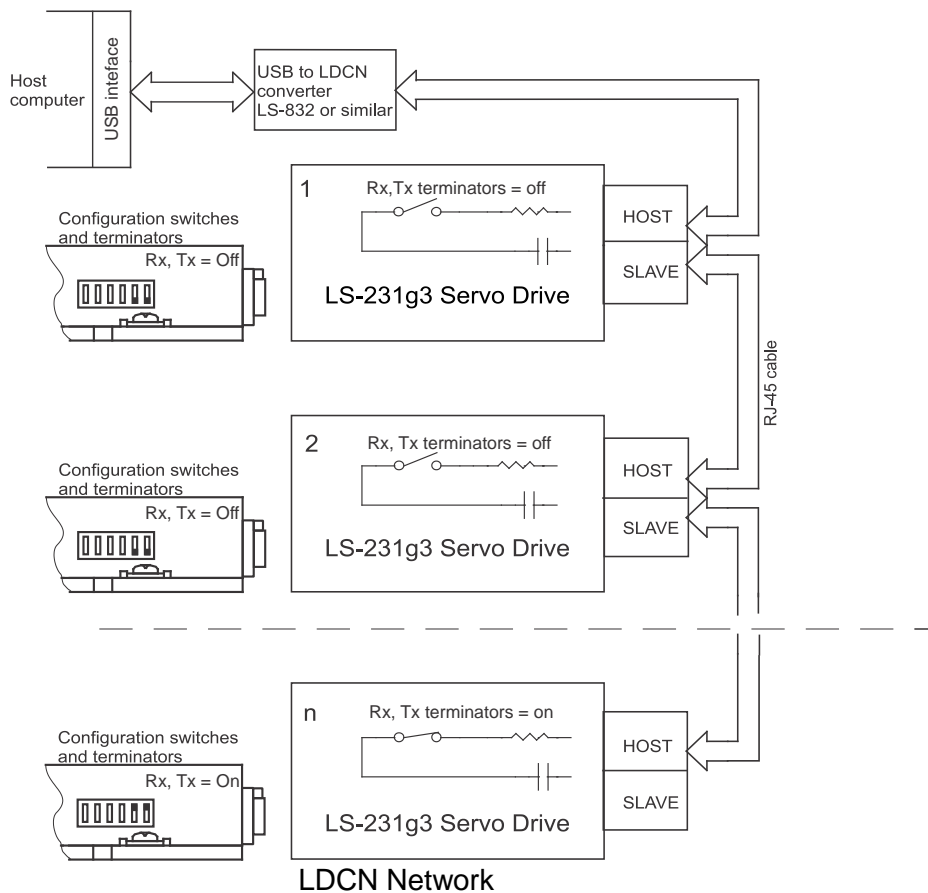 Host
computer
USB inteface
USB to LDCN
converter
LS-832 or similar
Configuration switches
and terminators
Rx, Tx = Off
1
Rx,Tx terminators = off
LS-231g3 Servo Drive
HOST
SLAVE
RJ-45 cable
Configuration switches
and terminators
Rx, Tx = Off
2
Rx, Tx terminators = off
LS-231g3 Servo Drive
HOST
SLAVE
Configuration switches
and terminators
Rx, Tx = On
n
Rx, Tx terminators = on
LS-231g3 Servo Drive
HOST
SLAVE
LDCN Network